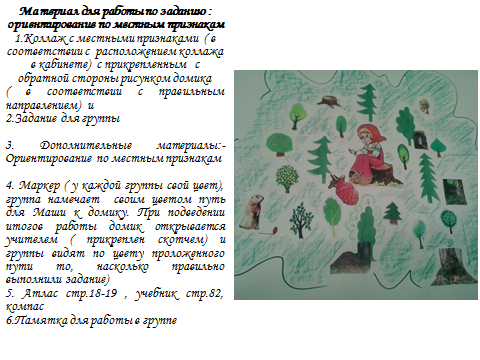 Материал для работы по заданию :
ориентирование по местным признакам
1.Коллаж с местными признаками ( в
соответствии с расположением коллажа
в кабинете) с прикрепленным с
обратной стороны рисунком домика
( в соответствии с правильным
направлением) и
2.Задание для группы
3. Дополнительные материалы:-
Ориентирование по местным признакам
4. Маркер ( у каждой группы свой цвет),
группа намечает своим цветом путь
для Маши к домику. При подведении
итогов работы домик открывается
учителем ( прикреплен скотчем) и
группы видят по цвету проложенного
пути то, насколько правильно
выполнили задание)
5. Атлас стр.18-19 , учебник стр.82,
компас
6.Памятка для работы в группе